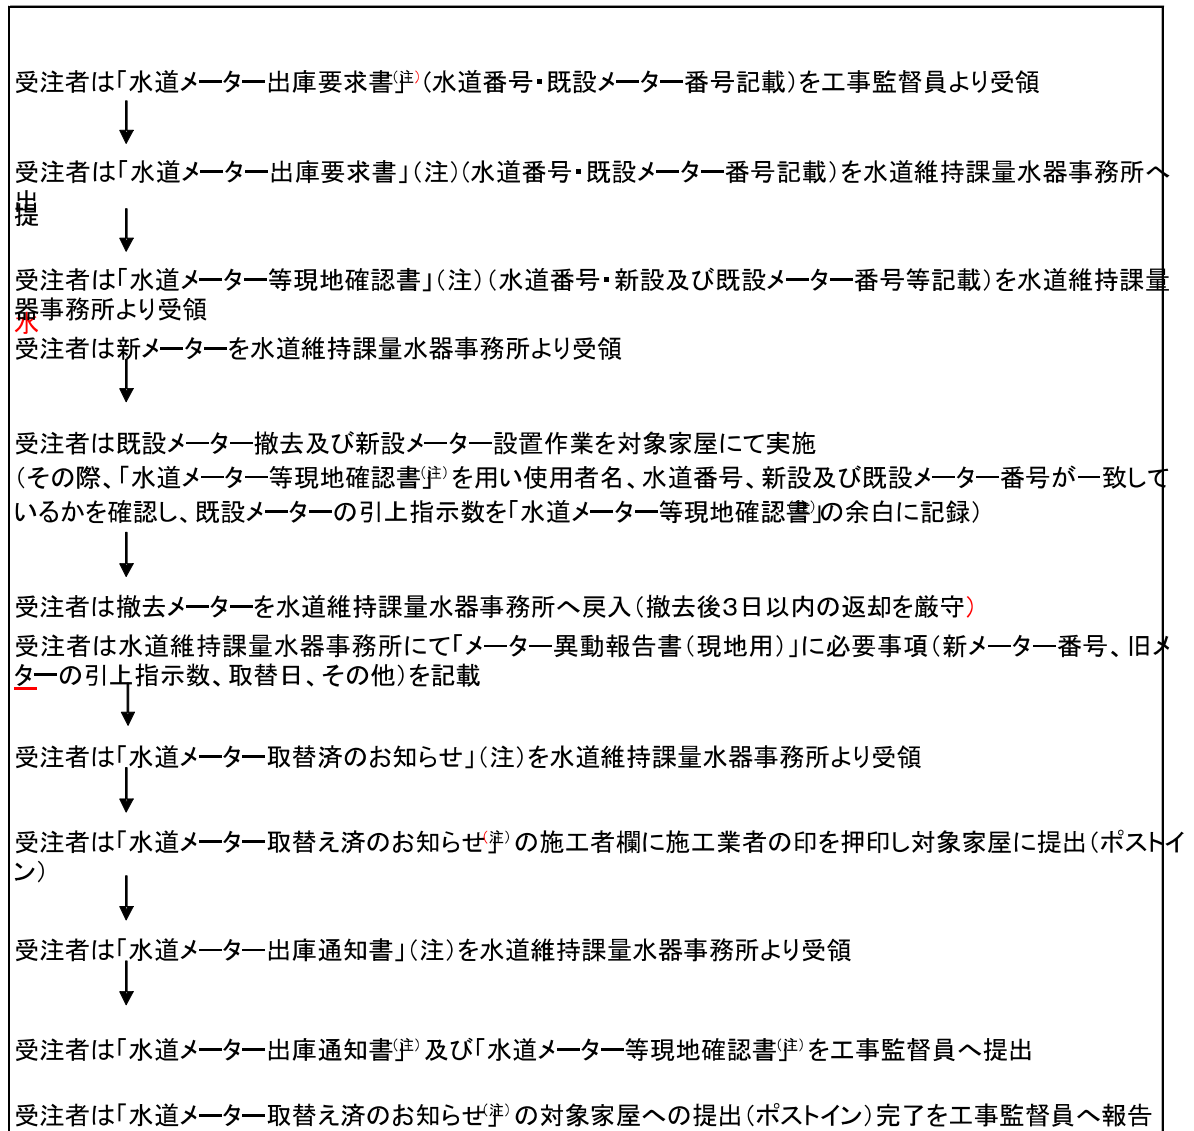 受注者は「水道メーター出庫要求書」(注)(水道番号・既設メーター番号記載)を工事監督員より受領
受注者は「水道メーター出庫要求書」(注)(水道番号・既設メーター番号記載)を水道維持課量水器事務所へ
提出
受注者は「水道メーター等現地確認書」(注)(水道番号・新設及び既設メーター番号等記載)を水道維持課量
水器事務所より受領
受注者は新メーターを水道維持課量水器事務所より受領
受注者は既設メーター撤去及び新設メーター設置作業を対象家屋にて実施
(その際、「水道メーター等現地確認書」(注)を用い使用者名、水道番号、新設及び既設メーター番号が一致して
いるかを確認し、既設メーターの引上指示数を「水道メーター等現地確認書」(注)の余白に記録)
受注者は撤去メーターを水道維持課量水器事務所へ戻入(撤去後3日以内の返却を厳守)
受注者は水道維持課量水器事務所にて「メーター異動報告書(現地用)」に必要事項(新メーター番号、旧メ
ーターの引上指示数、取替日、その他)を記載
受注者は「水道メーター取替済のお知らせ」(注)を水道維持課量水器事務所より受領
受注者は「水道メーター取替え済のお知らせ」(注)の施工者欄に施工業者の印を押印し対象家屋に提出(ポストイ
ン)
受注者は「水道メーター出庫通知書」(注)を水道維持課量水器事務所より受領
受注者は「水道メーター出庫通知書」(注)及び「水道メーター等現地確認書」(注)を工事監督員へ提出
受注者は「水道メーター取替え済のお知らせ」(注)の対象家屋への提出(ポストイン)完了を工事監督員へ報告